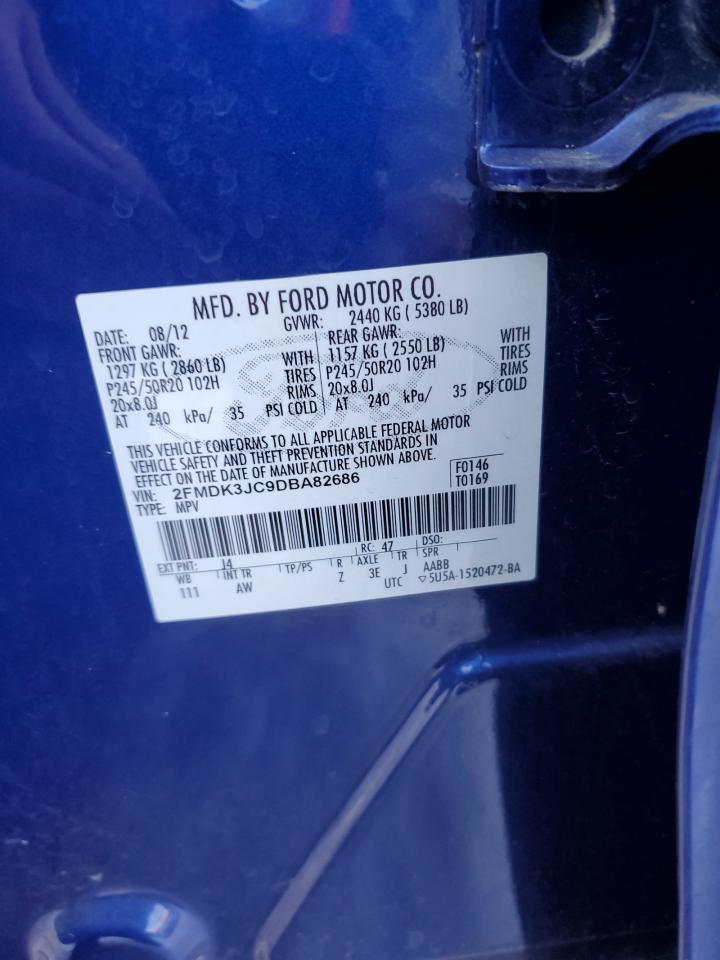 MFD. BY FORD MOTOR CO.
DATE: 08/12 GVWR: 2440 KG ( 5380 LB)
FRONT GAWR: REAR GAWR:
1297 KG ( 2860 LB) WITH 1157 KG ( 2550 LB) WITH
P245/50R20 102H TIRES P245/50R20 102H TIRES
20x8.0J RIMS 20x8.0J RIMS
AT 240 kPa/ 35 PSI COLD AT 240 kPa/ 35 PSI COLD
Ford
THIS VEHICLE CONFORMS TO ALL APPLICABLE FEDERAL MOTOR
VEHICLE SAFETY AND THEFT PREVENTION STANDARDS IN
EFFECT ON THE DATE OF MANUFACTURE SHOWN ABOVE.
VIN: 2FMDK3JC9DBA82686 F0146
TYPE: MPV T0169
EXT PNT: J4 RC: 47 DSO:
WB INT TR TP/PS R AXLE TR SPR
111 AW Z 3E J AABB
UTC ▽5U5A-1520472-BA